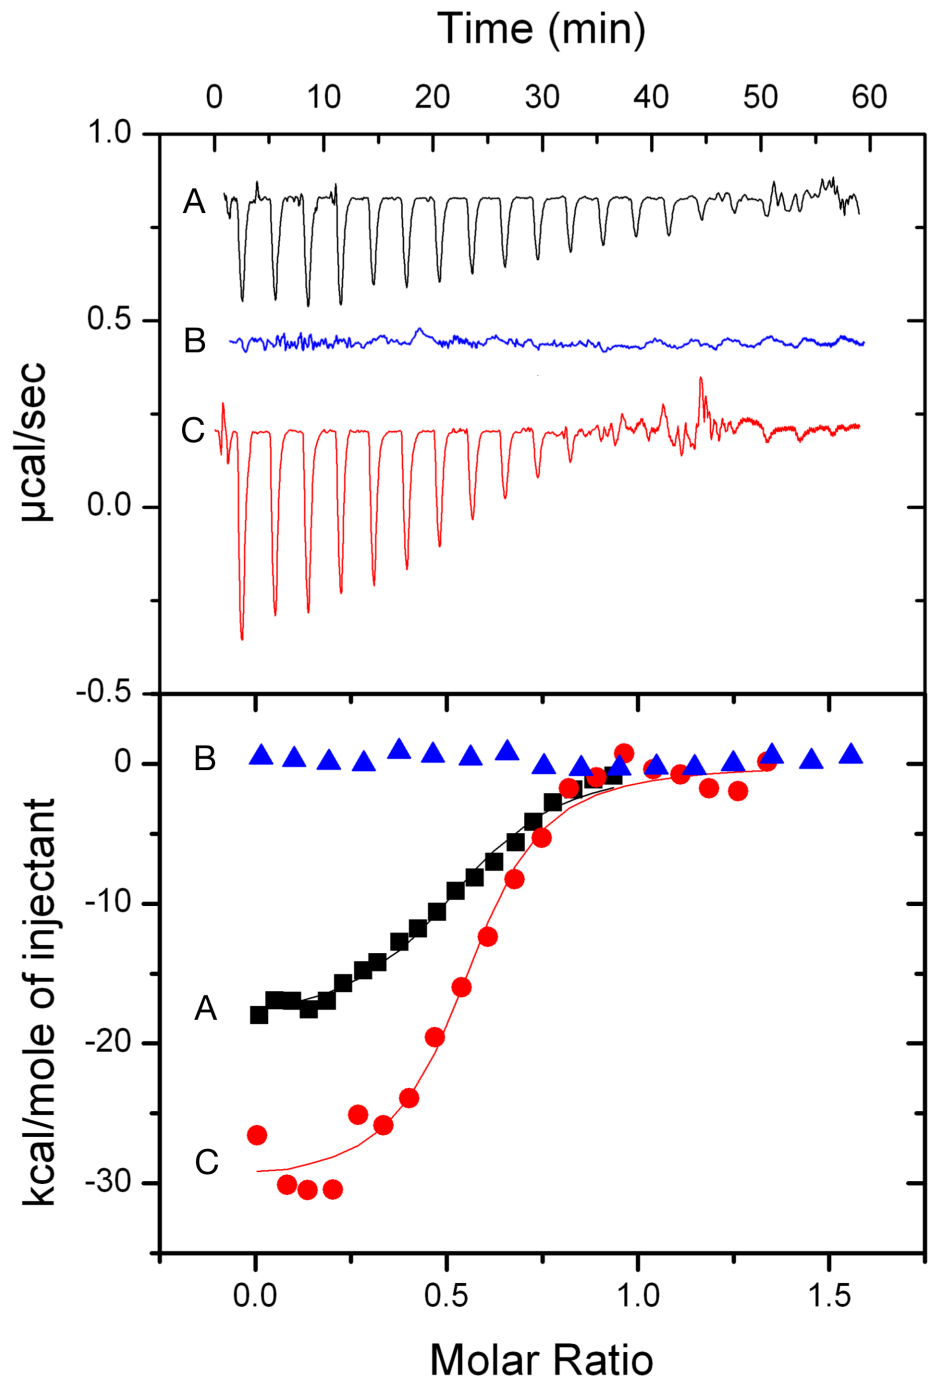 Time (min)
0 10 20 30 40 50 60
1.0
A
0.5
B
µcal/sec
C
0.0
-0.5
B
0
kcal/mole of injectant
-10
A
-20
C
-30
0.0 0.5 1.0 1.5
Molar Ratio